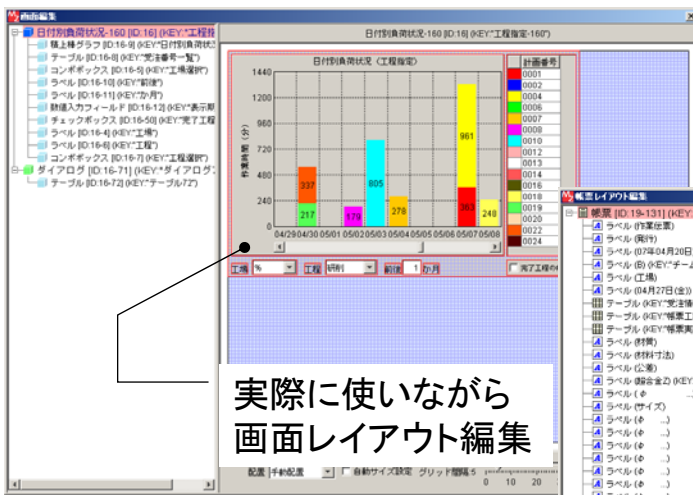 画面編集
日付別負荷状況-160 [ID:16] (KEY:"工程指
積上棒グラフ [ID:16-9] (KEY:"日付別負荷状
テーブル [ID:16-8] (KEY:"受注番号一覧")
コンボボックス [ID:16-5] (KEY:"工場選択")
ラベル [ID:16-10] (KEY:"前後")
ラベル [ID:16-11] (KEY:"か月")
数値入力フィールド [ID:16-12] (KEY:"表示期
チェックボックス [ID:16-50] (KEY:"完了工程
ラベル [ID:16-4] (KEY:"工場")
ラベル [ID:16-6] (KEY:"工程")
コンボボックス [ID:16-7] (KEY:"工程選択")
ダイアログ [ID:16-71] (KEY:"ダイアログ
テーブル [ID:16-72] (KEY:"テーブル72")
日付別負荷状況-160 [ID:16] (KEY:"工程指定-160")
日付別負荷状況 (工程指定)
作業時間 (分)
1440
1200
960
720
480
240
0
337
217
179
805
278
961
363
248
04/29 04/30 05/01 05/02 05/03 05/04 05/05 05/06 05/07 05/08
計画番号
0001
0002
0004
0006
0007
0008
0010
0012
0013
0014
0016
0018
0019
0020
0022
0024
工場 % 工程 研削 前後 1 か月
完了工程の
実際に使いながら
画面レイアウト編集
配置 手動配置 自動サイズ設定 グリッド間隔:5
0 10 20
帳票レイアウト編集
帳票 [ID:19-131] (KEY:
ラベル (作業伝票)
ラベル (発行)
ラベル (07年04月20日
ラベル (B) (KEY:"チーム
ラベル (工場)
ラベル (04月27日(金))
テーブル (KEY:"受注情
テーブル (KEY:"帳票工
テーブル (KEY:"帳票実
ラベル (材質)
ラベル (材料寸法)
ラベル (公差)
ラベル (超合金2) (KEY
ラベル (φ ...
ラベル (サイズ)
ラベル (φ ...)
ラベル (φ ...)
ラベル (φ ...)
ラベル (φ ...)
ラベル (φ ...)